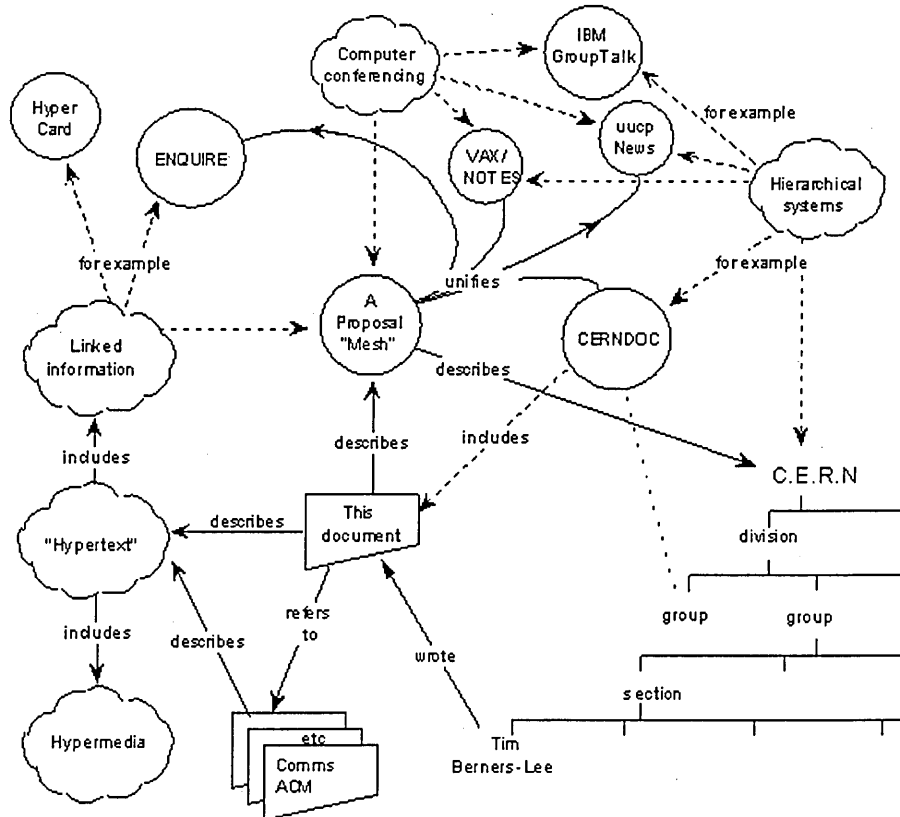 IBM
GroupTalk
Computer
conferencing
Hyper
Card
for example
uucp
News
ENQUIRE
VAX/
NOTES
Hierarchical
systems
for example
for example
unifies
A
Proposal
"Mesh"
CERNDOC
Linked
information
describes
describes
includes
includes
C.E.R.N
This
document
describes
"Hypertext"
division
refers
to
group
group
includes
describes
wrote
section
Hypermedia
etc
Comms
ACM
Tim
Berners-Lee